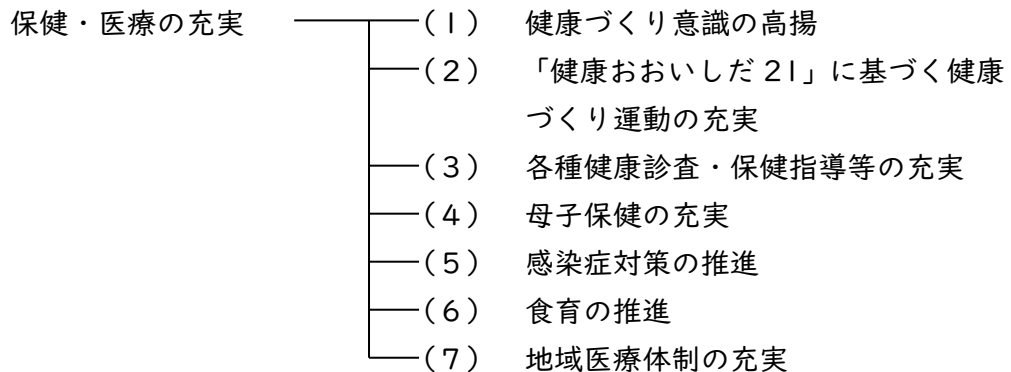 保健・医療の充実 (1) 健康づくり意識の高揚
(2) 「健康おおいしだ21」に基づく健康
づくり運動の充実
(3) 各種健康診査・保健指導等の充実
(4) 母子保健の充実
(5) 感染症対策の推進
(6) 食育の推進
(7) 地域医療体制の充実